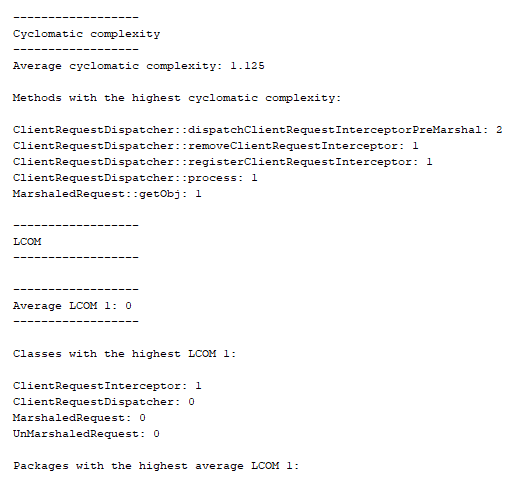 ------------------
Cyclomatic complexity
------------------
Average cyclomatic complexity: 1.125
Methods with the highest cyclomatic complexity:
ClientRequestDispatcher::dispatchClientRequestInterceptorPreMarshal: 2
ClientRequestDispatcher::removeClientRequestInterceptor: 1
ClientRequestDispatcher::registerClientRequestInterceptor: 1
ClientRequestDispatcher::process: 1
MarshaledRequest::getObj: 1
------------------
LCOM
------------------
------------------
Average LCOM 1: 0
------------------
Classes with the highest LCOM 1:
ClientRequestInterceptor: 1
ClientRequestDispatcher: 0
MarshaledRequest: 0
UnMarshaledRequest: 0
Packages with the highest average LCOM 1: